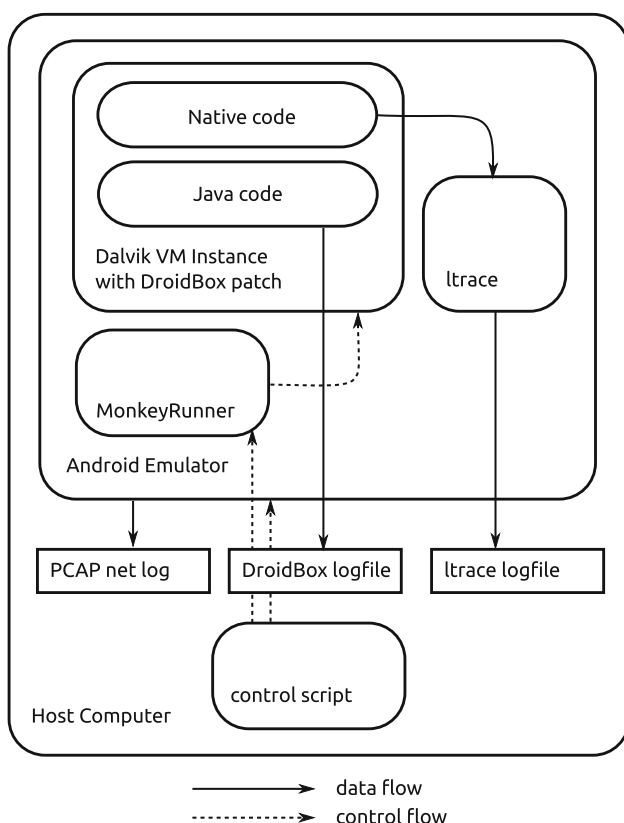 Native code
Java code
Dalvik VM Instance
with DroidBox patch
ltrace
MonkeyRunner
Android Emulator
PCAP net log
DroidBox logfile
ltrace logfile
control script
Host Computer
data flow
control flow